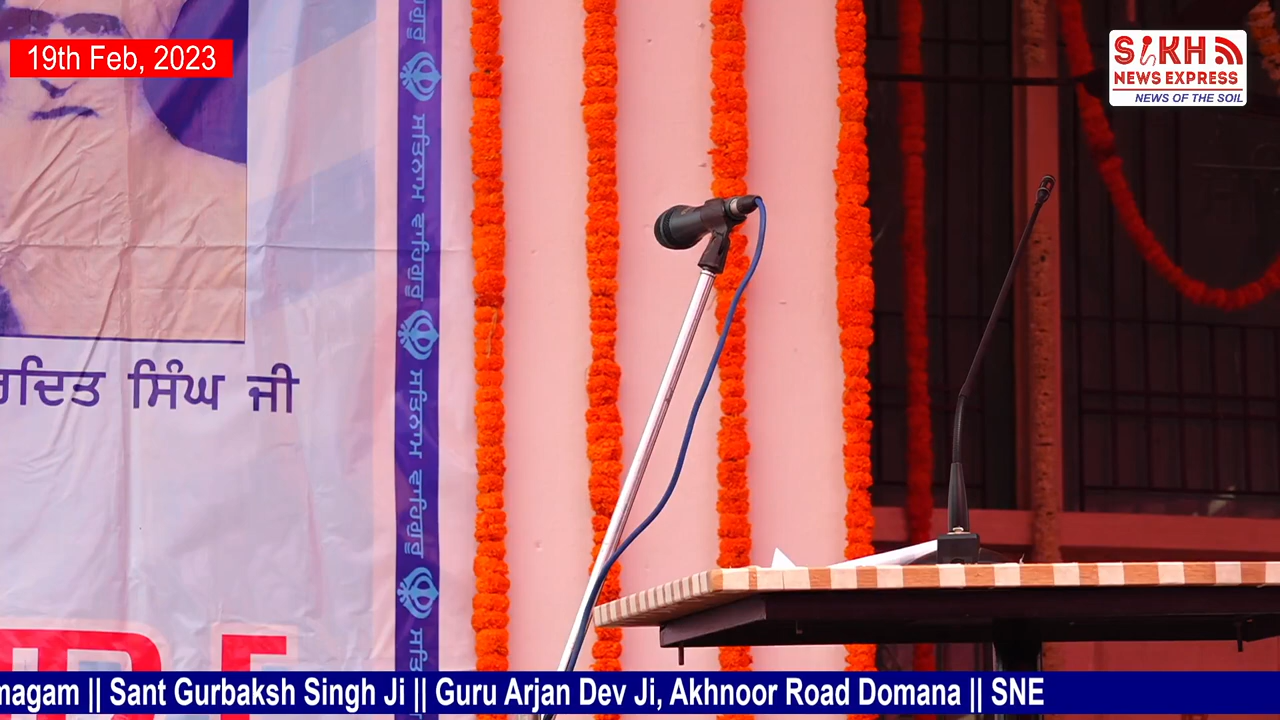 19th Feb, 2023
SikH
NEWS EXPRESS
NEWS OF THE SOIL
ਸਤਿਨਾਮ ਵਾਹਿਗੁਰੂ
ਸਤਿਨਾਮ ਵਾਹਿਗੁਰੂ
ਸਿੰਘ ਜੀ
|| Sant Gurbaksh Singh Ji || Guru Arjan Dev Ji, Akhnoor Road Domana || SNE